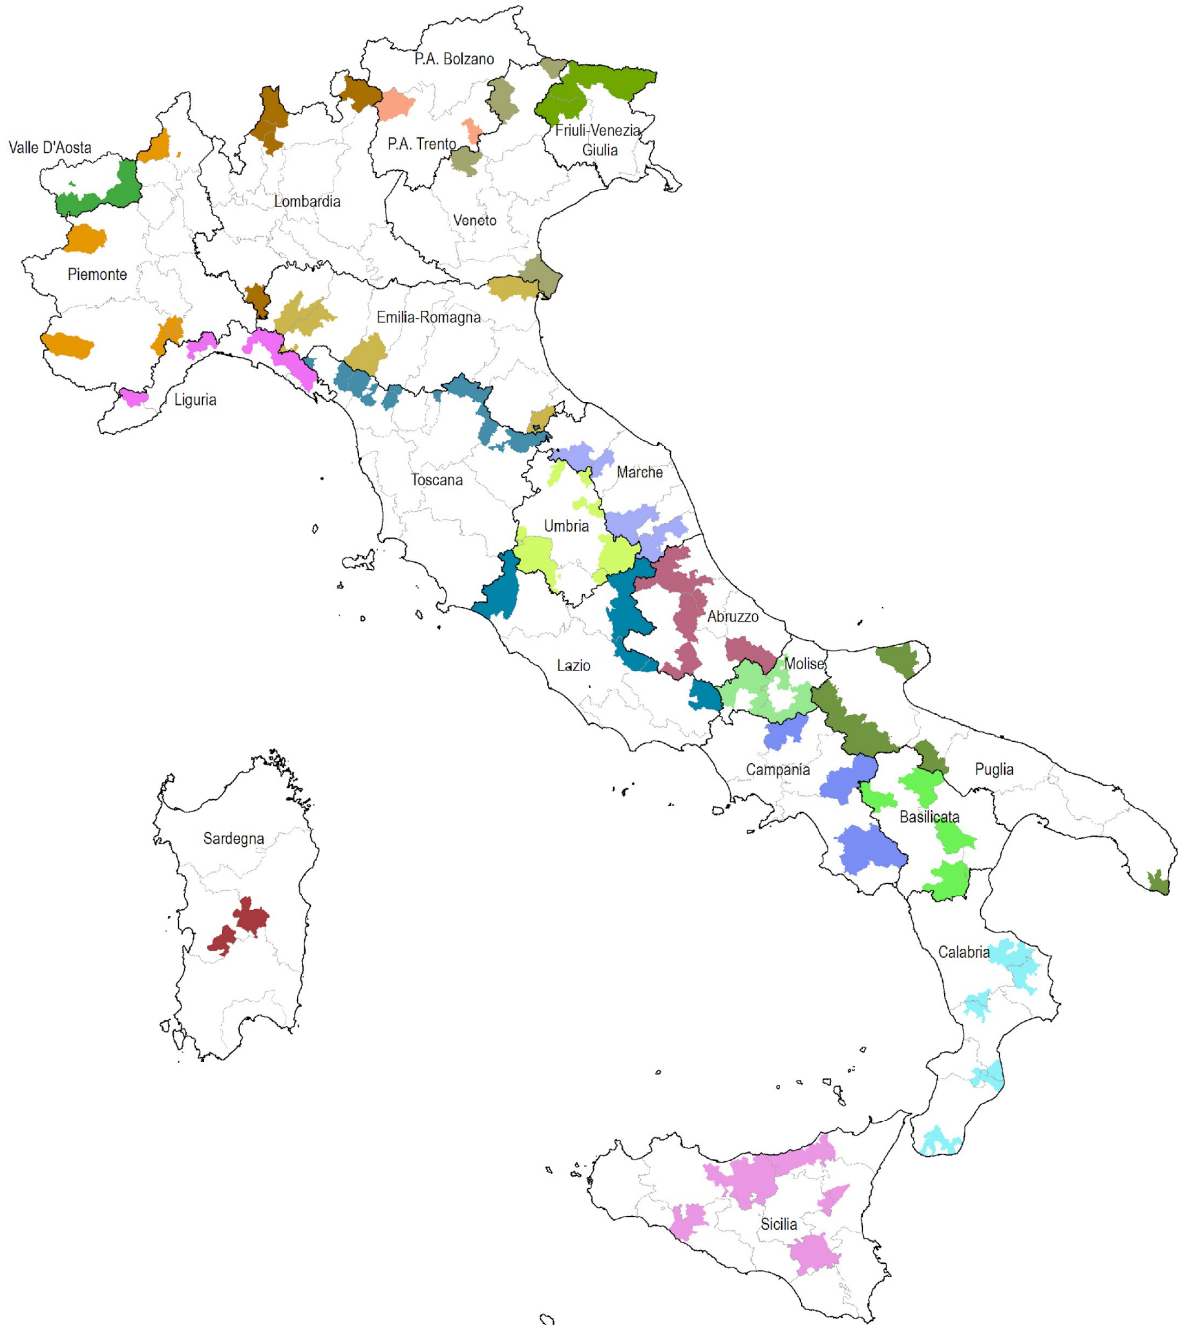 P.A. Bolzano
Friuli-Venezia
Giulia
P.A. Trento
Valle D'Aosta
Lombardia
Veneto
Piemonte
Emilia-Romagna
Liguria
Marche
Toscana
Umbria
Abruzzo
Lazio
Molise
Campania
Puglia
Basilicata
Sardegna
Calabria
Sicilia